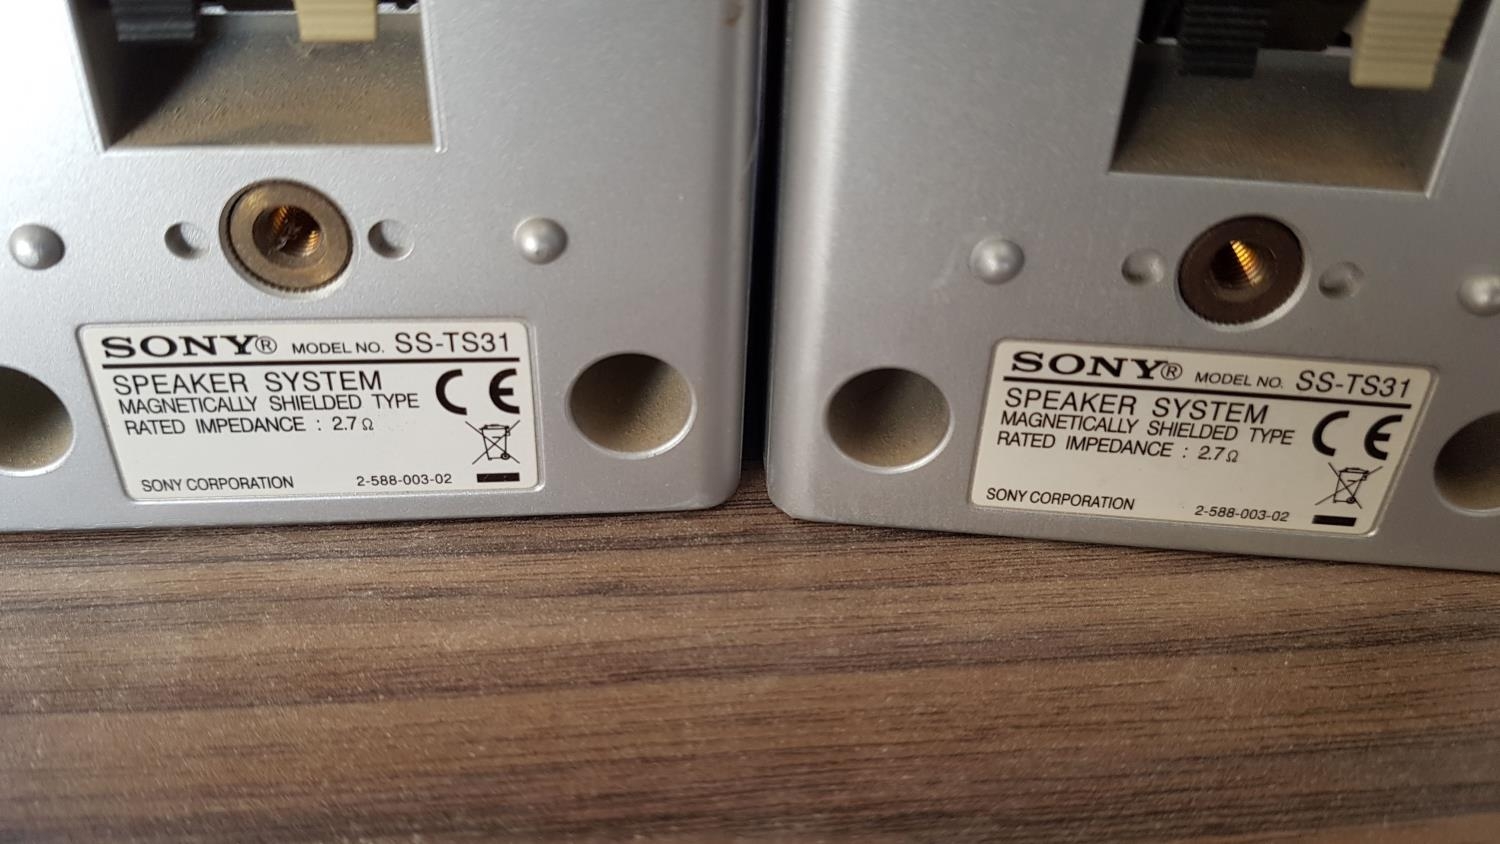 SONY® MODEL NO. SS-TS31
SPEAKER SYSTEM
MAGNETICALLY SHIELDED TYPE
RATED IMPEDANCE : 2.7Ω
CE
SONY CORPORATION 2-588-003-02
SONY® MODEL NO. SS-TS31
SPEAKER SYSTEM
MAGNETICALLY SHIELDED TYPE
RATED IMPEDANCE : 2.7Ω
CE
SONY CORPORATION 2-588-003-02